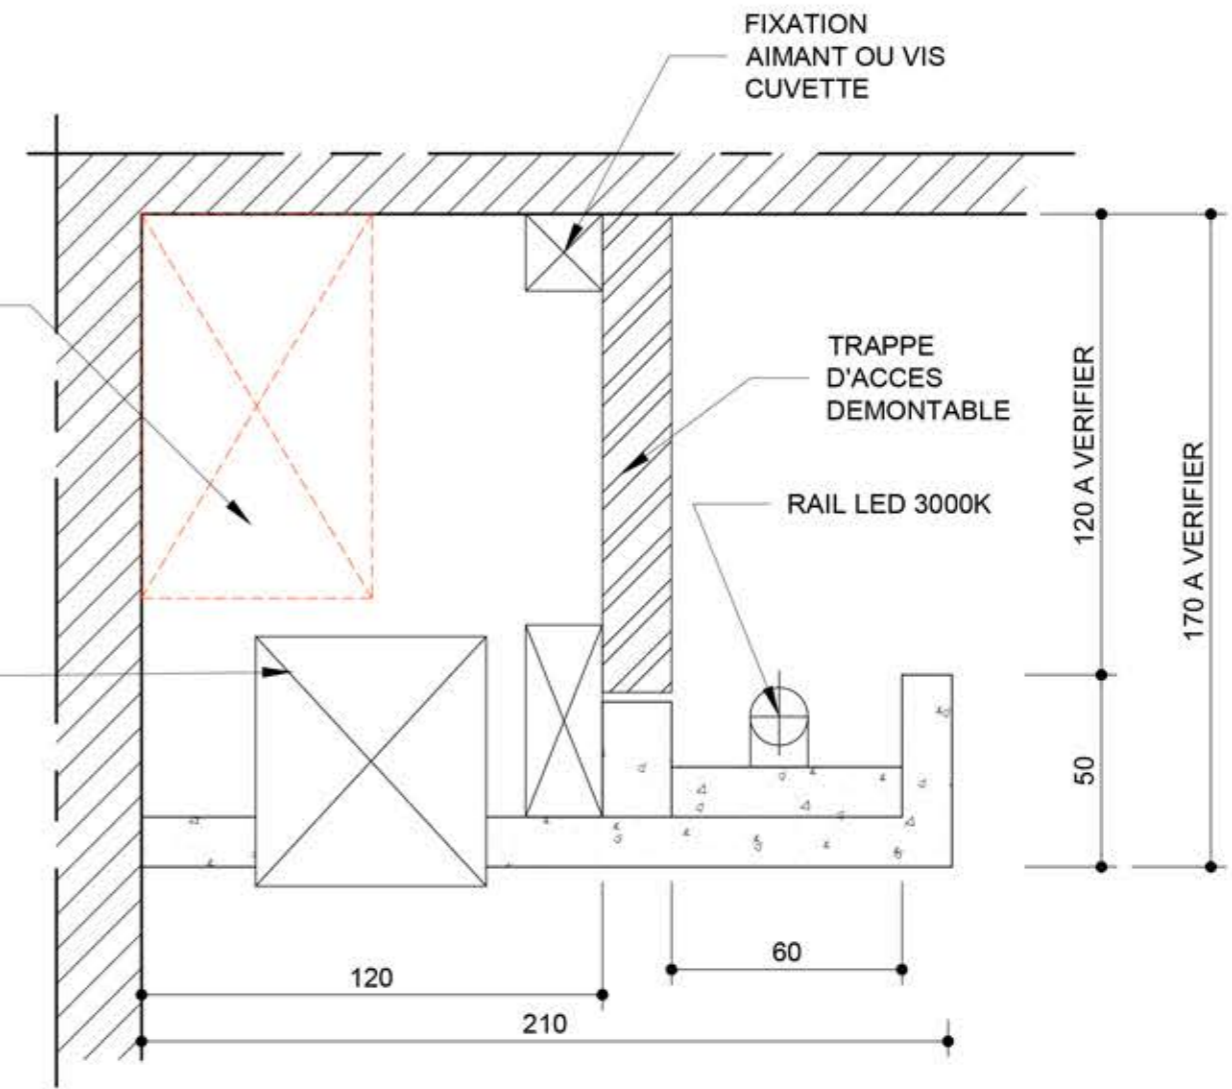 FIXATION
AIMANT OU VIS
CUVETTE
TRAPPE
D'ACCES
DEMONTABLE
RAIL LED 3000K
120 A VERIFIER
170 A VERIFIER
50
60
120
210